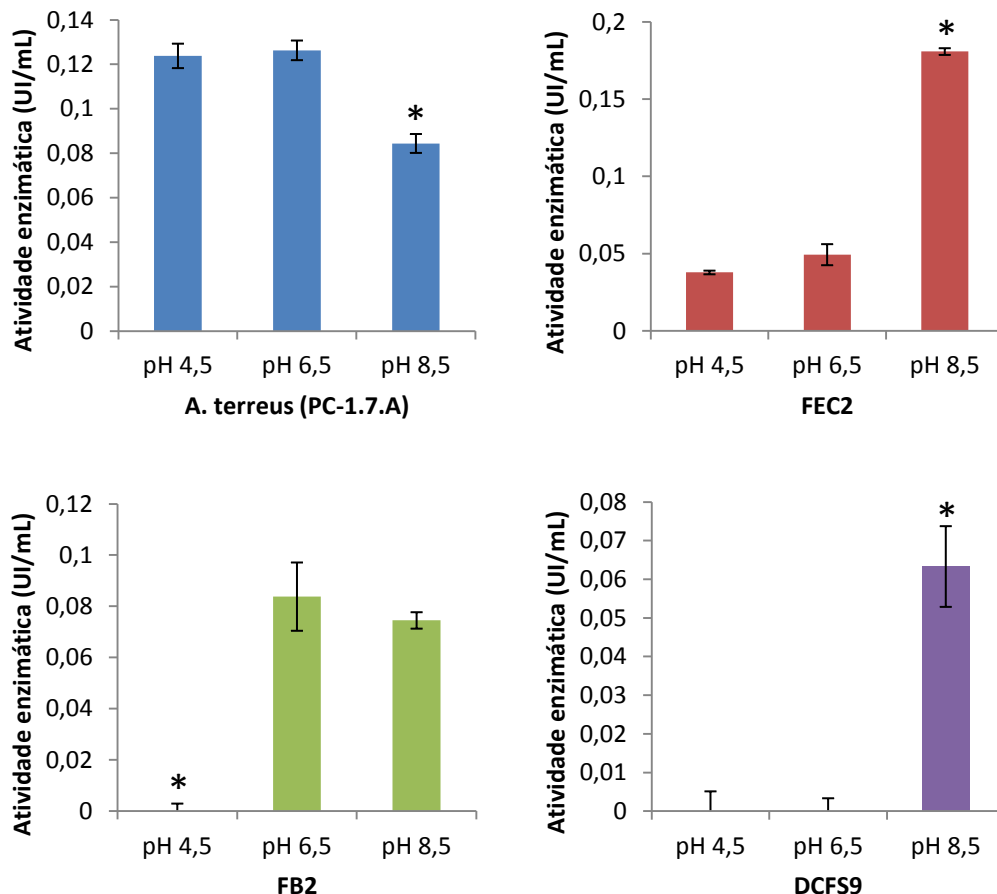 Atividade enzimática (UI/mL)
0,14
0,12
0,1
0,08
0,06
0,04
0,02
0
*
pH 4,5
pH 6,5
pH 8,5
A. terreus (PC-1.7.A)
Atividade enzimática (UI/mL)
0,2
0,15
0,1
0,05
0
*
pH 4,5
pH 6,5
pH 8,5
FEC2
Atividade enzimática (UI/mL)
0,12
0,1
0,08
0,06
0,04
0,02
0
*
pH 4,5
pH 6,5
pH 8,5
FB2
Atividade enzimática (UI/mL)
0,08
0,07
0,06
0,05
0,04
0,03
0,02
0,01
0
*
pH 4,5
pH 6,5
pH 8,5
DCFS9